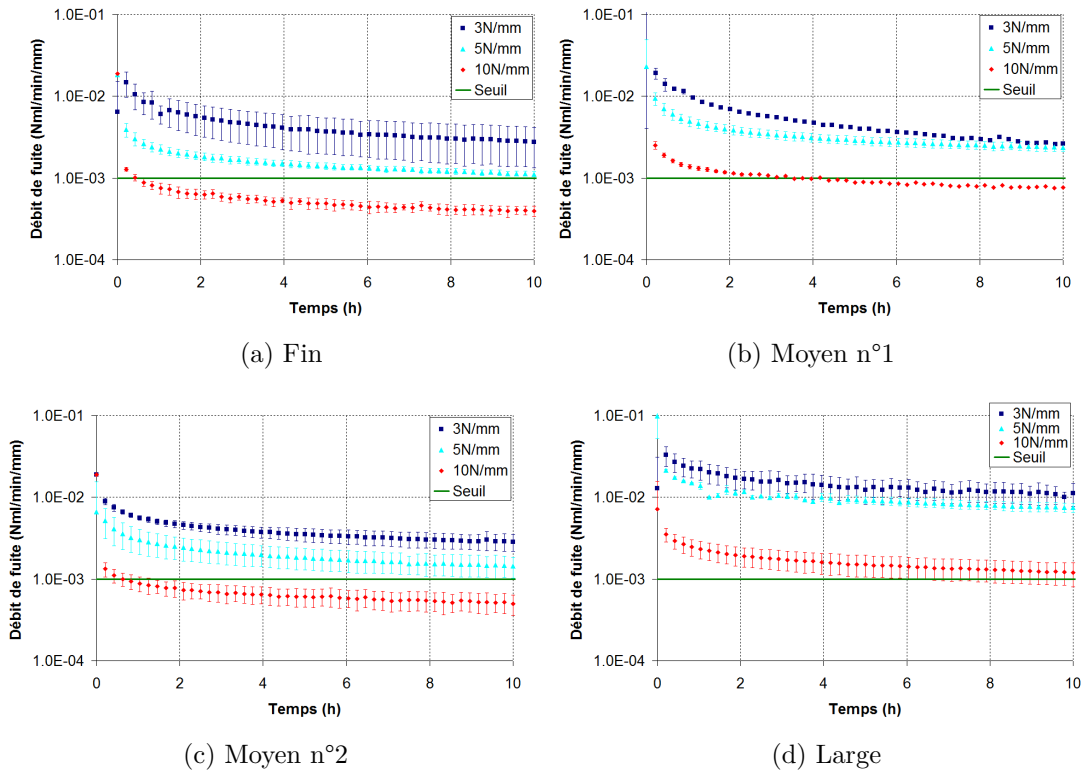 1.0E-01
1.0E-02
1.0E-03
1.0E-04
Débit de fuite (Nml/min/mm)
3N/mm
5N/mm
10N/mm
Seuil
0 2 4 6 8 10
Temps (h)
(a) Fin
1.0E-01
1.0E-02
1.0E-03
1.0E-04
Débit de fuite (Nml/min/mm)
3N/mm
5N/mm
10N/mm
Seuil
0 2 4 6 8 10
Temps (h)
(b) Moyen n°1
1.0E-01
1.0E-02
1.0E-03
1.0E-04
Débit de fuite (Nml/min/mm)
3N/mm
5N/mm
10N/mm
Seuil
0 2 4 6 8 10
Temps (h)
(c) Moyen n°2
1.0E-01
1.0E-02
1.0E-03
1.0E-04
Débit de fuite (Nml/min/mm)
3N/mm
5N/mm
10N/mm
Seuil
0 2 4 6 8 10
Temps (h)
(d) Large